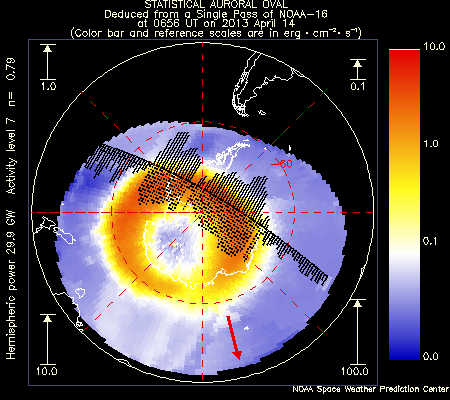 STATISTICAL AURORAL OVAL
Deduced from a Single Pass of NOAA-16
at 0656 UT on 2013 April 14
(Color bar and reference scales are in erg · cm⁻² · s⁻¹)
1.0
0.1
10.0
100.0
-60
Hemispheric power 29.9 GW Activity level 7 n= 0.79
10.0
1.0
0.1
0.0
NOAA Space Weather Prediction Center